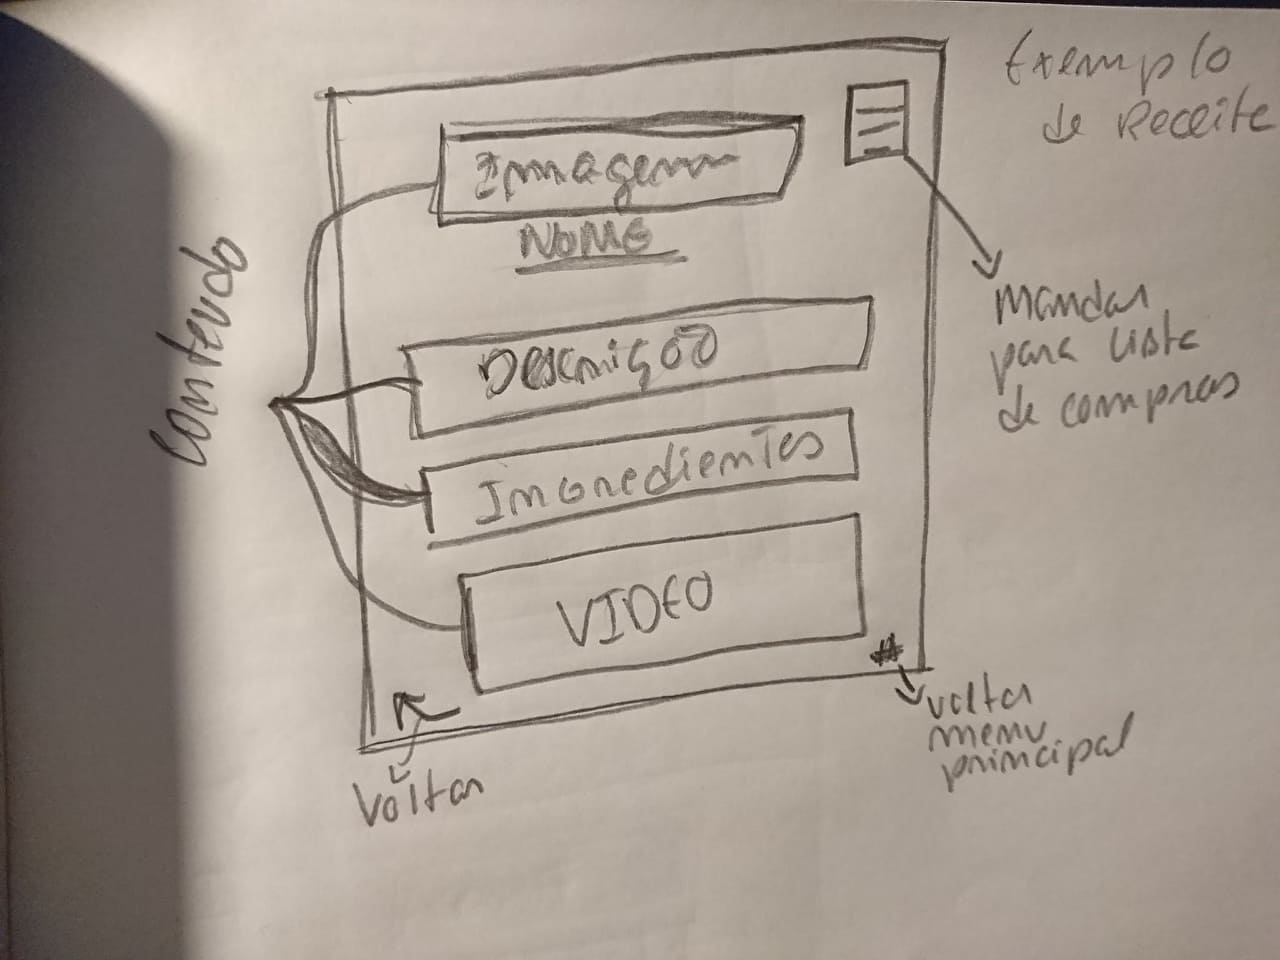 Exemplo
de Receita
Imagem
NOME
Conteudo
mandar
para lista
de compras
Descrição
Ingredientes
VIDEO
voltar
menu
principal
Voltar